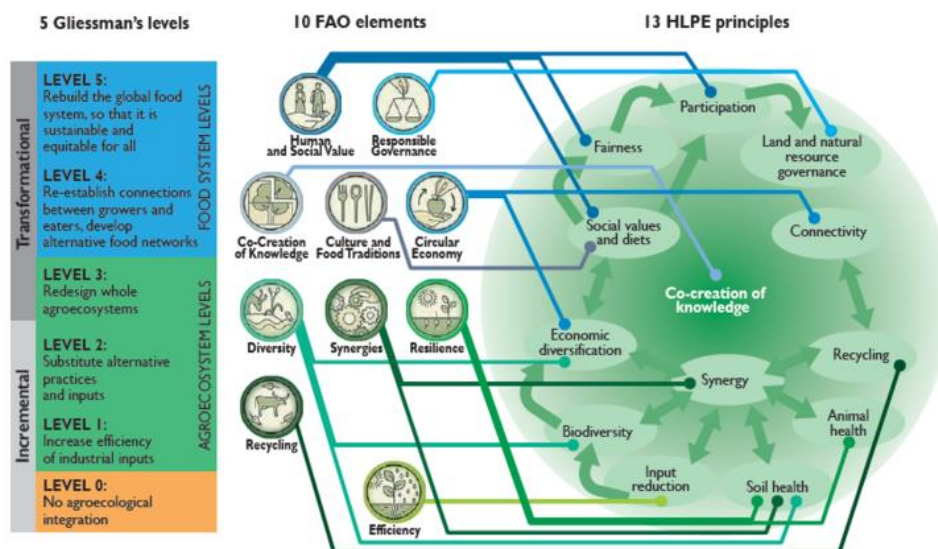 5 Gliessman's levels
10 FAO elements
13 HLPE principles
Transformational
Incremental
LEVEL 5:
Rebuild the global food
system, so that it is
sustainable and
equitable for all
LEVEL 4:
Re-establish connections
between growers and
eaters, develop
alternative food networks
FOOD SYSTEM LEVELS
LEVEL 3:
Redesign whole
agroecosystems
LEVEL 2:
Substitute alternative
practices
and inputs
LEVEL 1:
Increase efficiency
of industrial inputs
AGROECOSYSTEM LEVELS
LEVEL 0:
No agroecological
integration
Human
and Social Value
Responsible
Governance
Co-Creation
of Knowledge
Culture and
Food Traditions
Circular
Economy
Diversity
Synergies
Resilience
Recycling
Efficiency
Participation
Fairness
Land and natural
resource
governance
Social values
and diets
Connectivity
Co-creation of
knowledge
Economic
diversification
Recycling
Synergy
Animal
health
Biodiversity
Input
reduction
Soil health